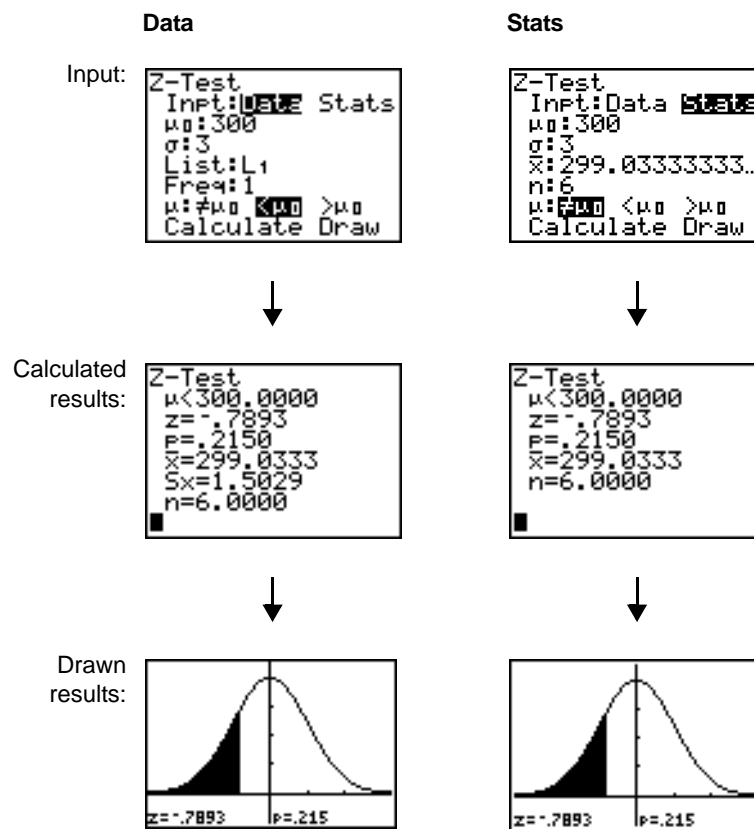 Data
Stats
Input:
Z-Test
Inpt:Data Stats
μ0:300
σ:3
List:L1
Freq:1
μ:≠μ0 <μ0 >μ0
Calculate Draw
Z-Test
Inpt:Data Stats
μ0:300
σ:3
x̄:299.03333333…
n:6
μ:≠μ0 <μ0 >μ0
Calculate Draw
Calculated
results:
Z-Test
μ<300.0000
z=-.7893
p=.2150
x̄=299.0333
Sx=1.5029
n=6.0000
Z-Test
μ<300.0000
z=-.7893
p=.2150
x̄=299.0333
n=6.0000
Drawn
results:
z=-.7893 p=.215
z=-.7893 p=.215